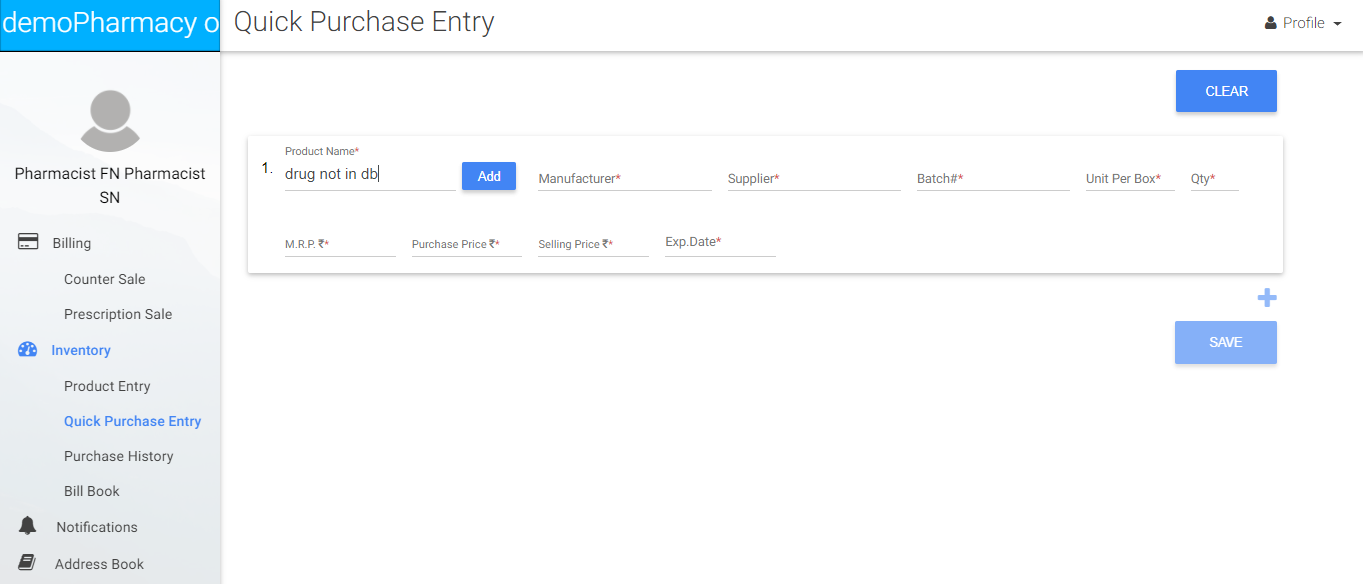 demoPharmacy o
Quick Purchase Entry
Profile
CLEAR
Pharmacist FN Pharmacist
SN
Billing
Counter Sale
Prescription Sale
Inventory
Product Entry
Quick Purchase Entry
Purchase History
Bill Book
Notifications
Address Book
Product Name*
1. drug not in db Add Manufacturer* Supplier* Batch#* Unit Per Box* Qty*
M.R.P. ₹* Purchase Price ₹* Selling Price ₹* Exp.Date*
SAVE